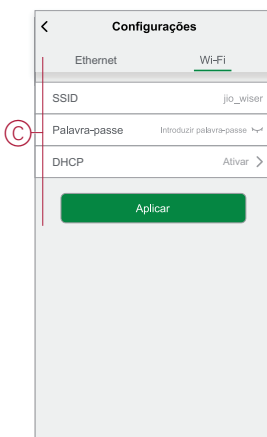 Configurações
Ethernet Wi-Fi
SSID jio_wiser
C
Palavra-passe Introduzir palavra-passe
DHCP Ativar
Aplicar